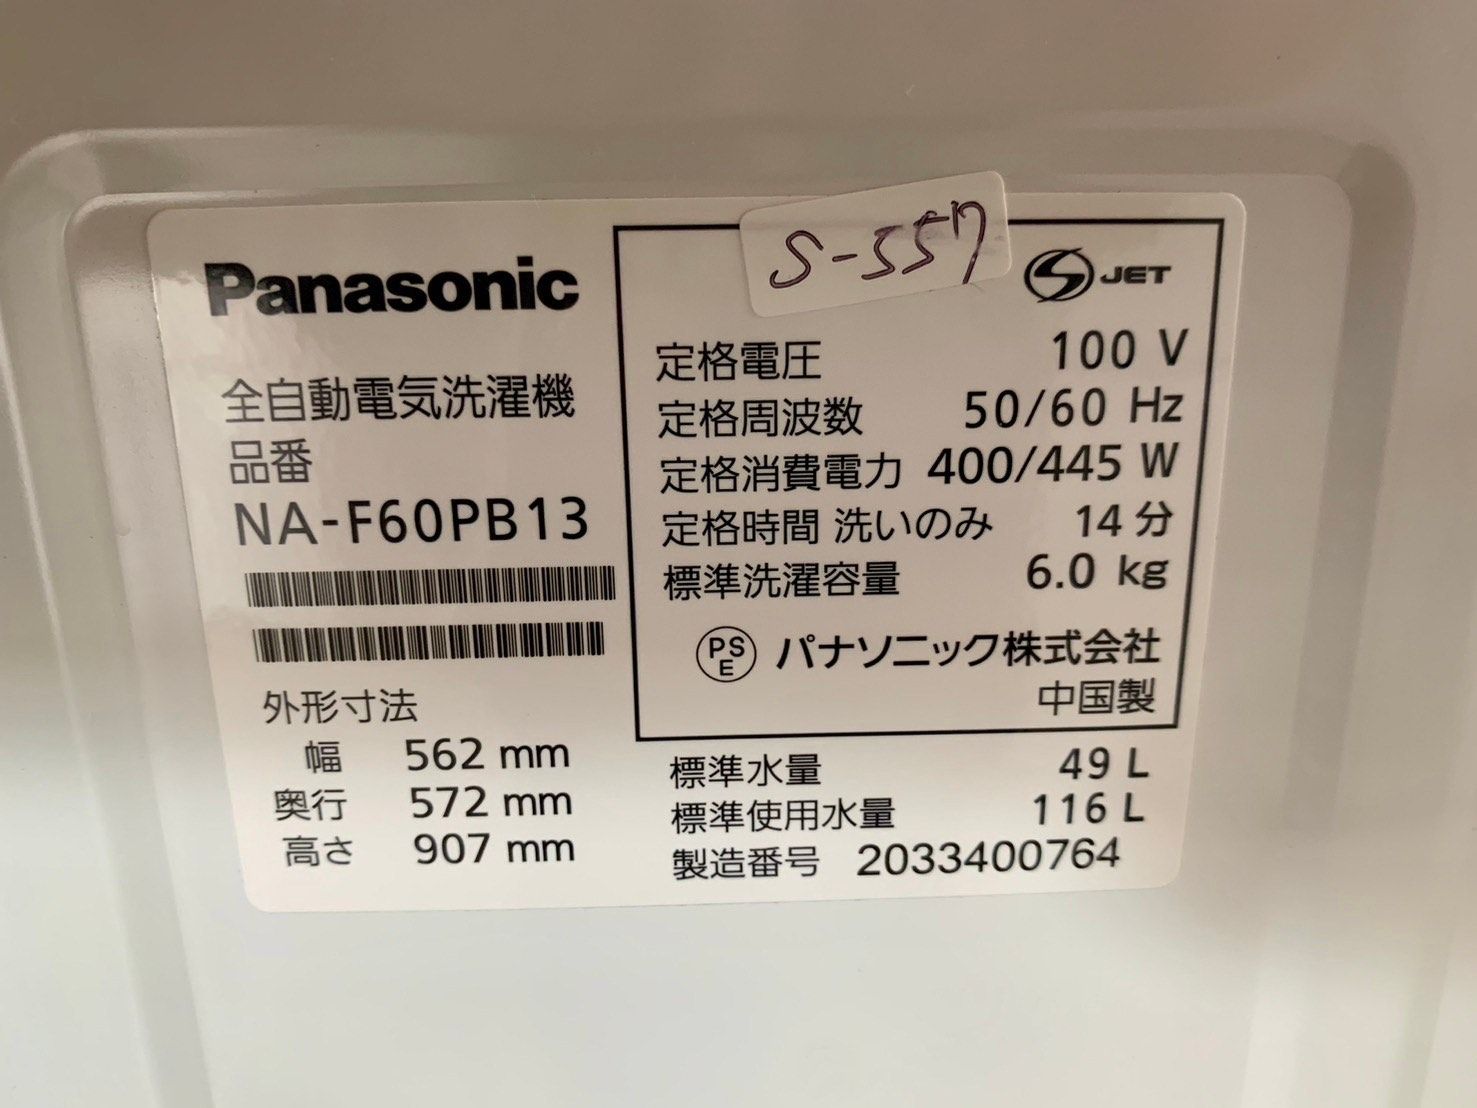 Panasonic
全自動電気洗濯機
品番
NA-F60PB13
外形寸法
幅 562 mm
奥行 572 mm
高さ 907 mm
S-557
S JET
定格電圧 100 V
定格周波数 50/60 Hz
定格消費電力 400/445 W
定格時間 洗いのみ 14 分
標準洗濯容量 6.0 kg
PSE パナソニック株式会社
中国製
標準水量 49 L
標準使用水量 116 L
製造番号 2033400764